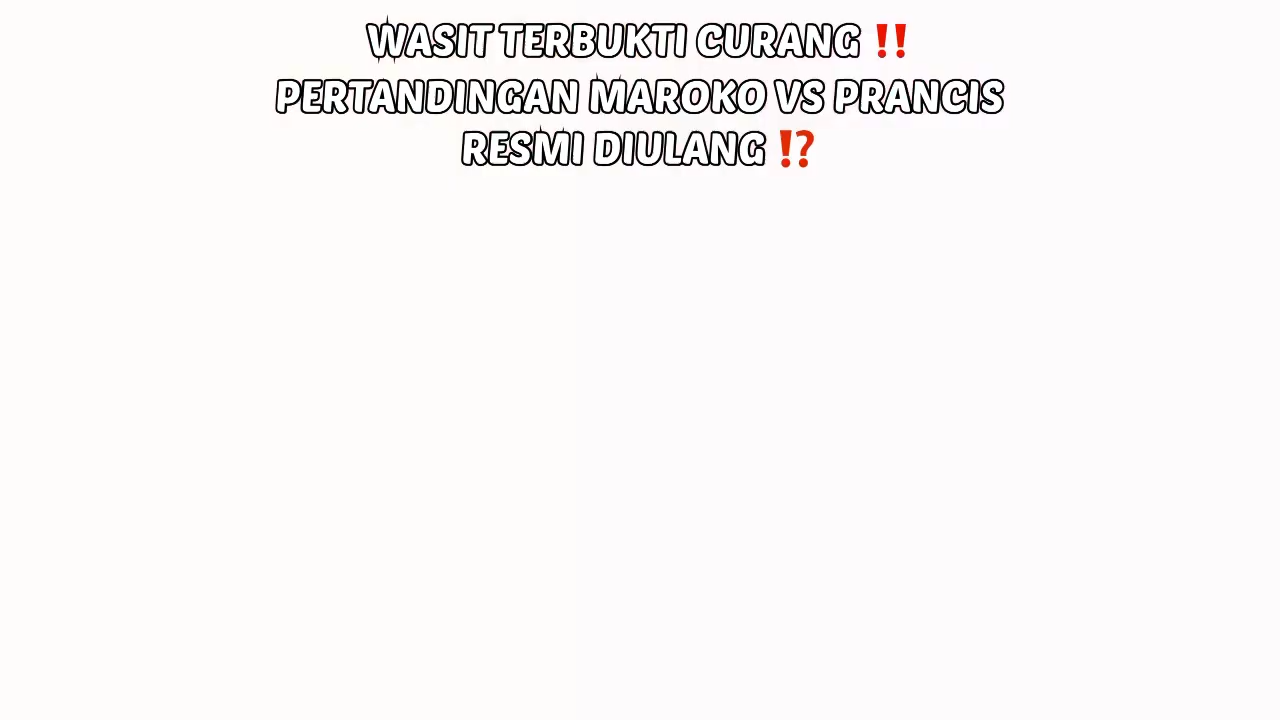 WASIT TERBUKTI CURANG ‼️
PERTANDINGAN MAROKO VS PRANCIS
RESMI DIULANG ⁉️